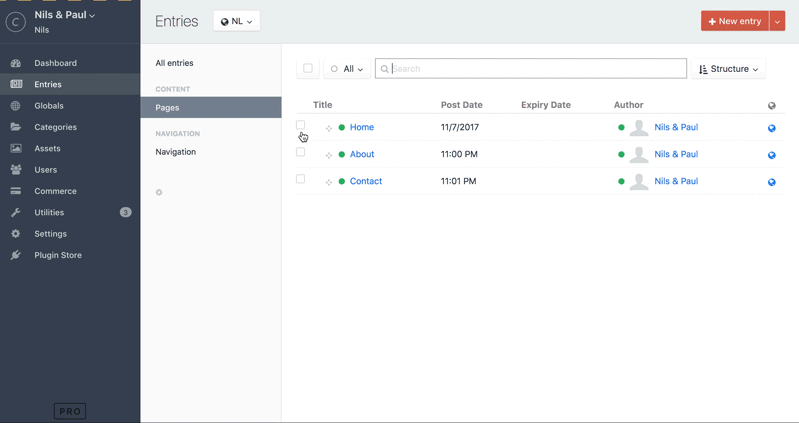 C
Nils & Paul
Nils
Dashboard
Entries
Globals
Categories
Assets
Users
Commerce
Utilities 3
Settings
Plugin Store
PRO
Entries NL
New entry
All entries
CONTENT
Pages
NAVIGATION
Navigation
All Search Structure
Title Post Date Expiry Date Author
Home 11/7/2017 Nils & Paul
About 11:00 PM Nils & Paul
Contact 11:01 PM Nils & Paul